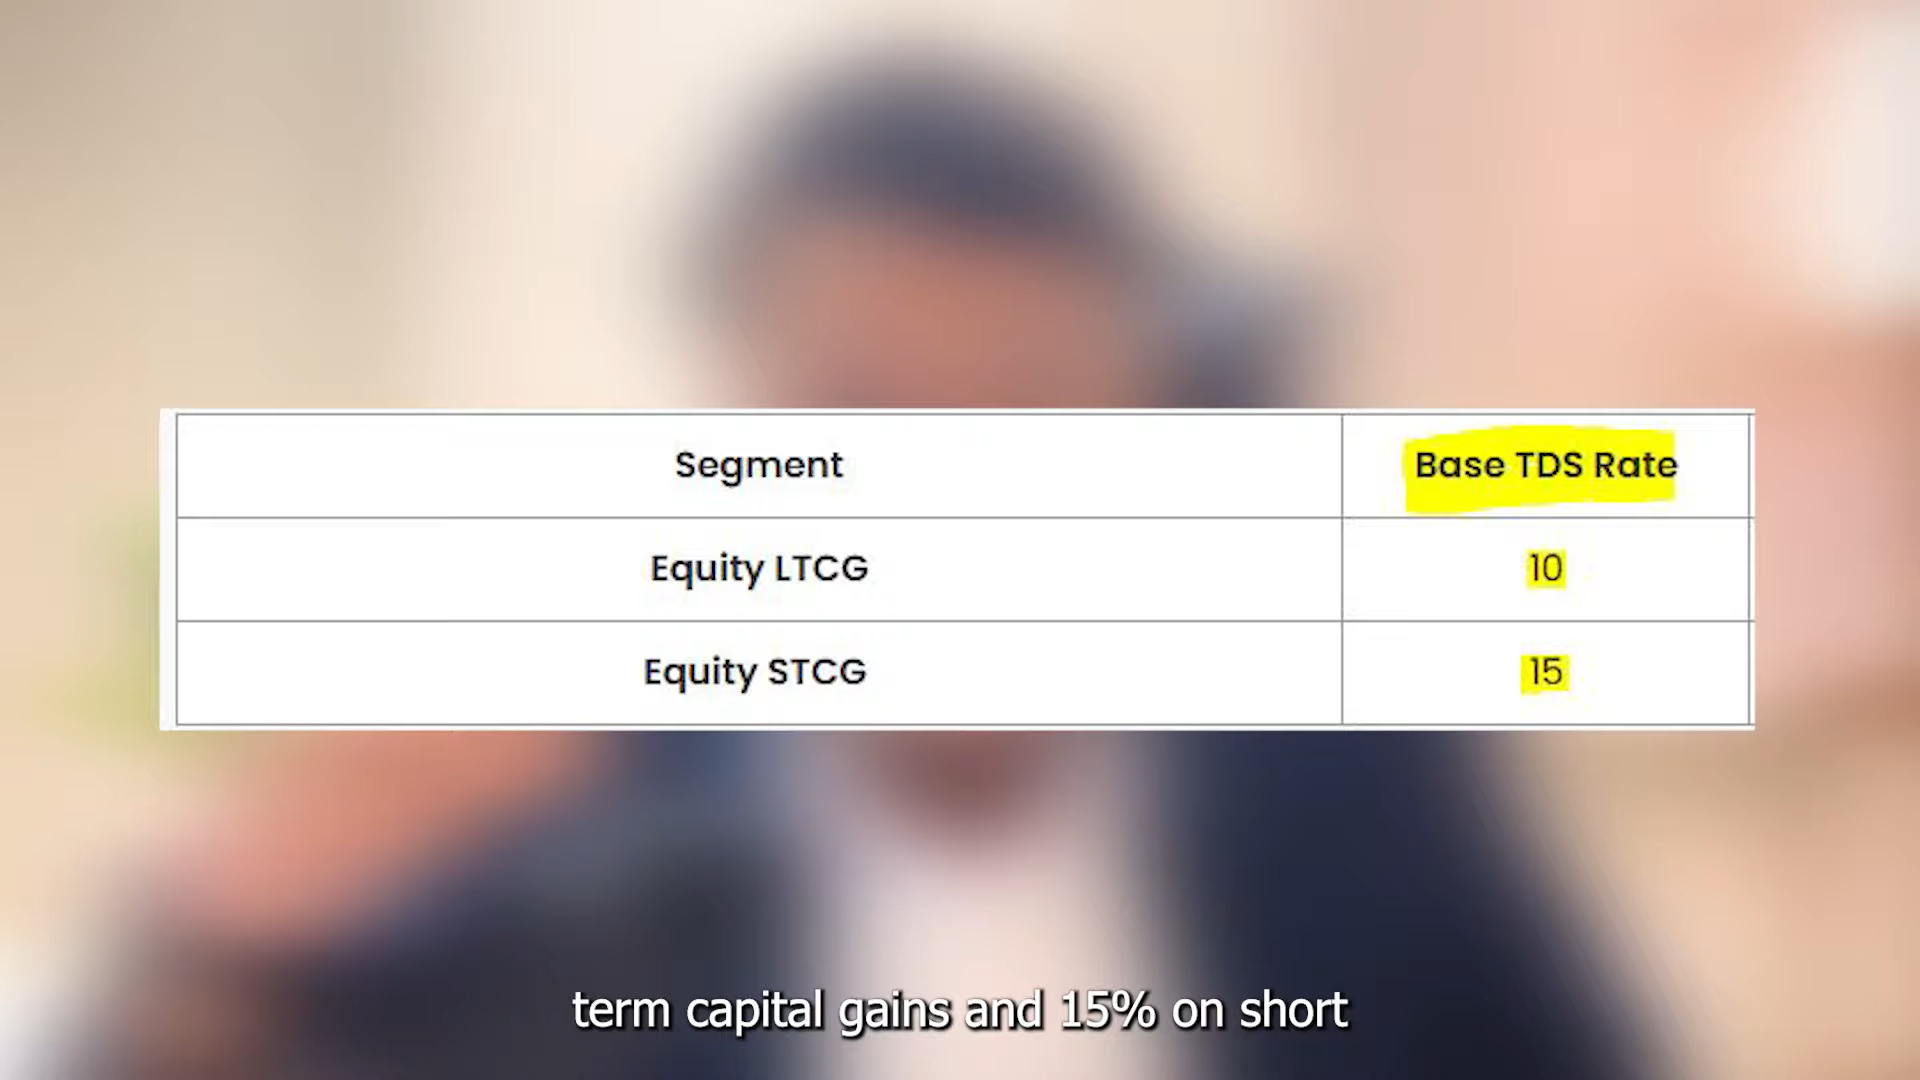 Segment Base TDS Rate
Equity LTCG 10
Equity STCG 15
term capital gains and 15% on short